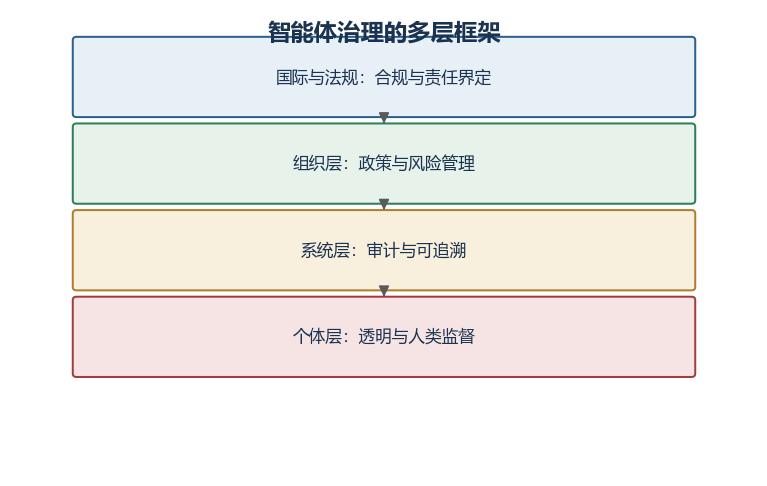 智能体治理的多层框架
国际与法规：合规与责任界定
组织层：政策与风险管理
系统层：审计与可追溯
个体层：透明与人类监督